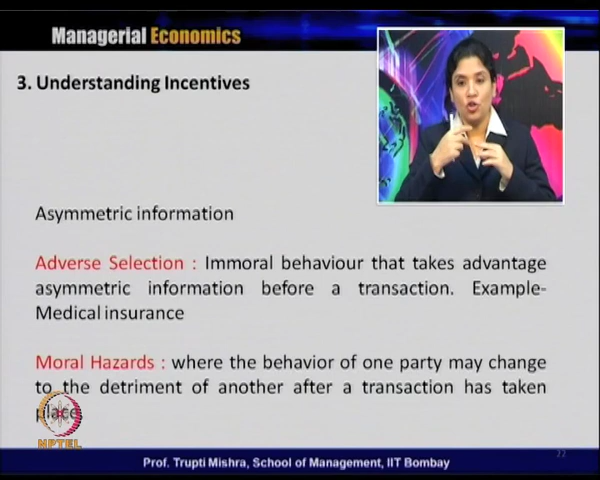 Managerial Economics
3. Understanding Incentives
Asymmetric information
Adverse Selection : Immoral behaviour that takes advantage
asymmetric information before a transaction. Example-
Medical insurance
Moral Hazards : where the behavior of one party may change
to the detriment of another after a transaction has taken
place
NPTEL
Prof. Trupti Mishra, School of Management, IIT Bombay